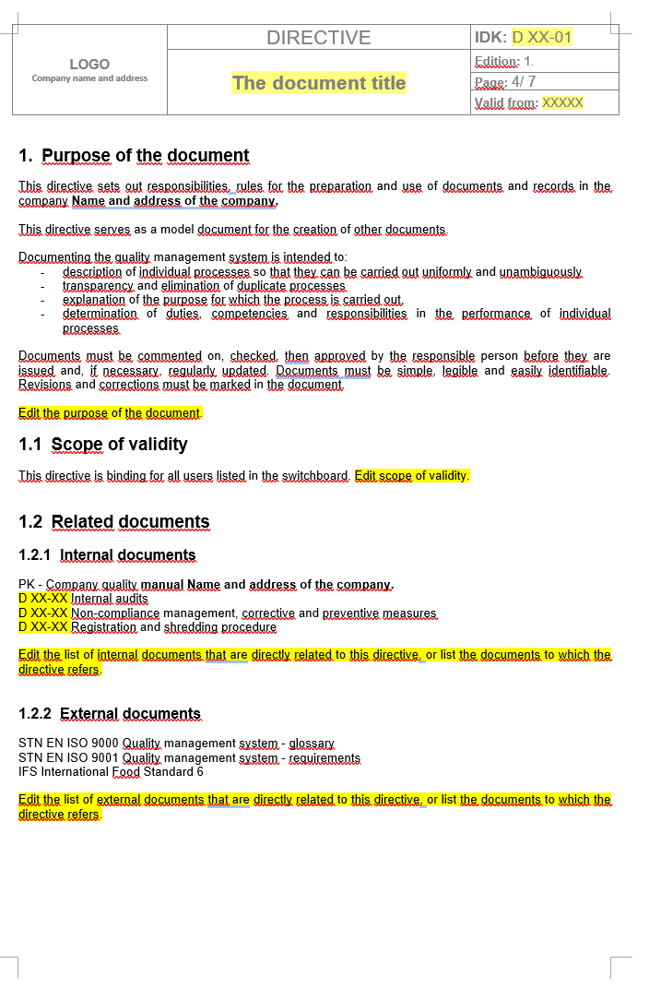 DIRECTIVE
IDK: D XX-01
LOGO
Company name and address
The document title
Edition: 1.
Page: 4/ 7
Valid from: XXXXX
1. Purpose of the document
This directive sets out responsibilities, rules for the preparation and use of documents and records in the
company Name and address of the company.
This directive serves as a model document for the creation of other documents.
Documenting the quality management system is intended to:
- description of individual processes so that they can be carried out uniformly and unambiguously
- transparency and elimination of duplicate processes
- explanation of the purpose for which the process is carried out,
- determination of duties, competencies and responsibilities in the performance of individual
processes
Documents must be commented on, checked, then approved by the responsible person before they are
issued and, if necessary, regularly updated. Documents must be simple, legible and easily identifiable.
Revisions and corrections must be marked in the document.
Edit the purpose of the document.
1.1 Scope of validity
This directive is binding for all users listed in the switchboard. Edit scope of validity.
1.2 Related documents
1.2.1 Internal documents
PK - Company quality manual Name and address of the company.
D XX-XX Internal audits
D XX-XX Non-compliance management, corrective and preventive measures
D XX-XX Registration and shredding procedure
Edit the list of internal documents that are directly related to this directive, or list the documents to which the
directive refers.
1.2.2 External documents
STN EN ISO 9000 Quality management system - glossary
STN EN ISO 9001 Quality management system - requirements
IFS International Food Standard 6
Edit the list of external documents that are directly related to this directive, or list the documents to which the
directive refers.